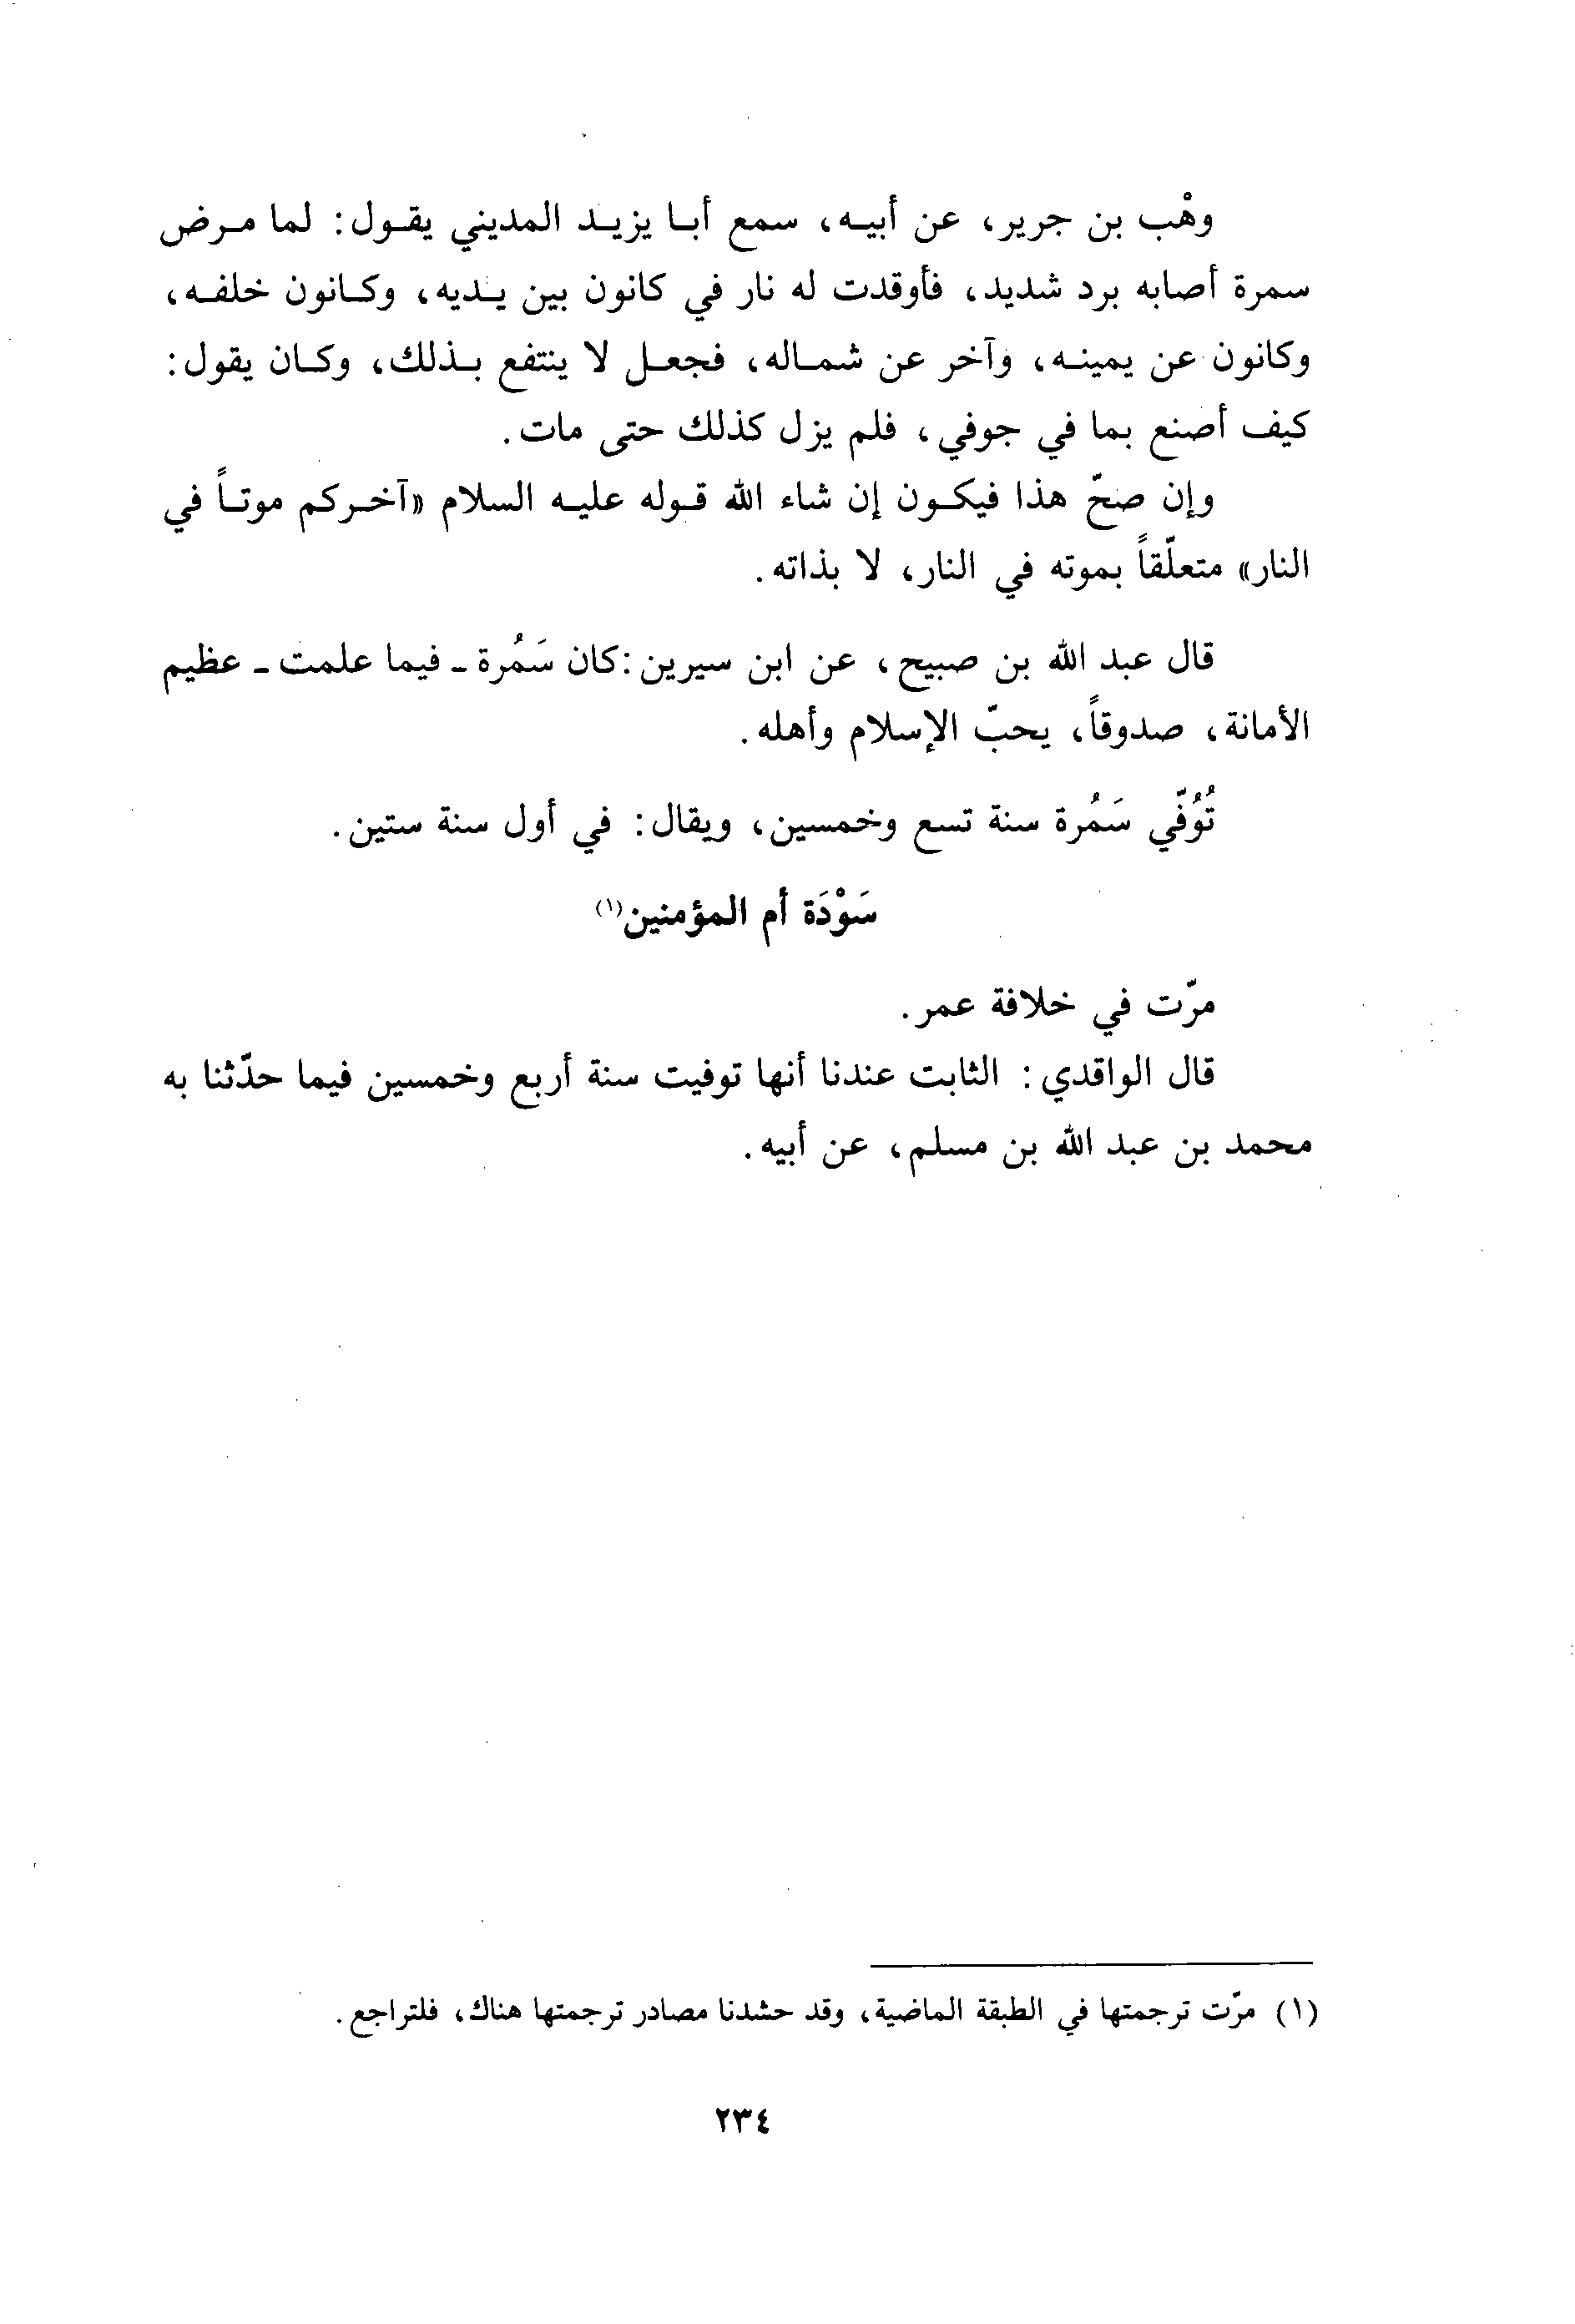 وهْب بن جرير، عن أبيه، سمع أبا يزيد المديني يقول: لما مرض
سمرة أصابه برد شديد، فأوقدت له نار في كانون بين يديه، وكانون خلفه،
وكانون عن يمينه، وآخر عن شماله، فجعل لا ينتفع بذلك، وكان يقول:
كيف أصنع بما في جوفي، فلم يزل كذلك حتى مات.
وإن صحّ هذا فيكون إن شاء الله قوله عليه السلام «آخركم موتاً في
النار» متعلّقاً بموته في النار، لا بذاته.
قال عبد الله بن صبيح، عن ابن سيرين: كان سَمُرة - فيما علمت - عظيم
الأمانة، صدوقاً، يحبّ الإسلام وأهله.
تُوُفّي سَمُرة سنة تسع وخمسين، ويقال: في أول سنة ستين.
سَوْدَة أم المؤمنين(١)
مرّت في خلافة عمر.
قال الواقدي: الثابت عندنا أنها توفيت سنة أربع وخمسين فيما حدّثنا به
محمد بن عبد الله بن مسلم، عن أبيه.
(١) مرّت ترجمتها في الطبقة الماضية، وقد حشدنا مصادر ترجمتها هناك، فلتراجع.
٢٣٤